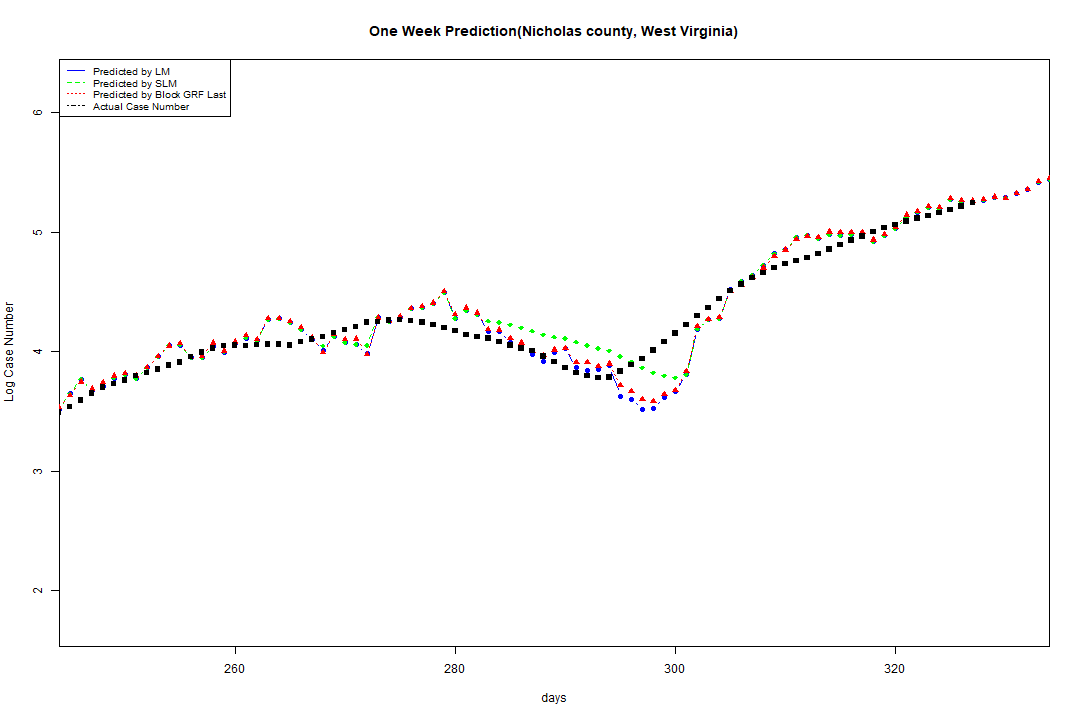 One Week Prediction(Nicholas county, West Virginia)
Predicted by LM
Predicted by SLM
Predicted by Block GRF Last
Actual Case Number
6
5
4
3
2
Log Case Number
260
280
300
320
days